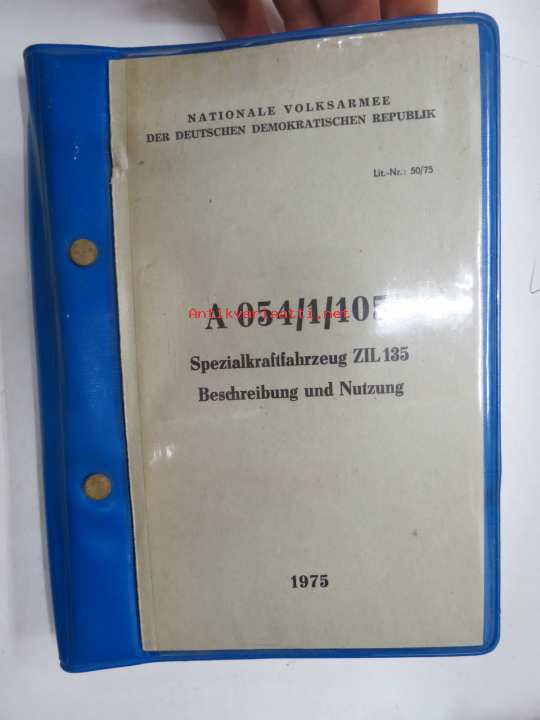 NATIONALE VOLKSARMEE
DER DEUTSCHEN DEMOKRATISCHEN REPUBLIK
Lit.-Nr.: 50/75
A 054/1/105
Antikvariaatti.net
Spezialkraftfahrzeug ZIL 135
Beschreibung und Nutzung
1975